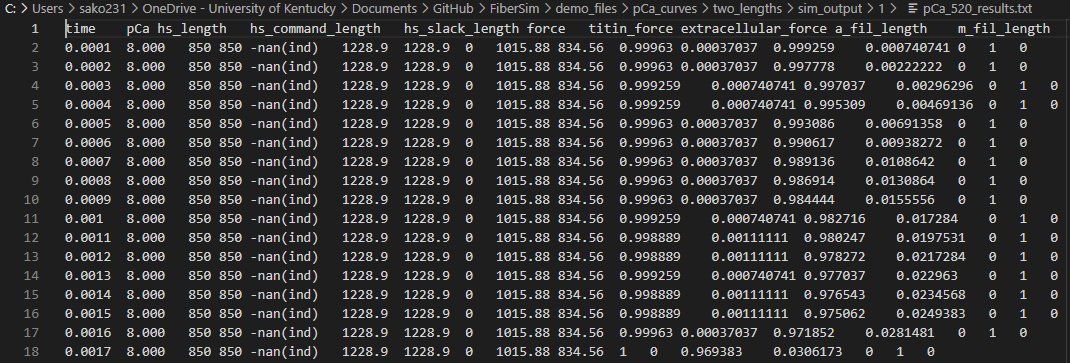 C: > Users > sako231 > OneDrive - University of Kentucky > Documents > GitHub > FiberSim > demo_files > pCa_curves > two_lengths > sim_output > 1 > pCa_520_results.txt
1 time pCa hs_length hs_command_length hs_slack_length force titin_force extracellular_force a_fil_length m_fil_length
2 0.0001 8.000 850 850 -nan(ind) 1228.9 1228.9 0 1015.88 834.56 0.99963 0.00037037 0.999259 0.000740741 0 1 0
3 0.0002 8.000 850 850 -nan(ind) 1228.9 1228.9 0 1015.88 834.56 0.99963 0.00037037 0.997778 0.00222222 0 1 0
4 0.0003 8.000 850 850 -nan(ind) 1228.9 1228.9 0 1015.88 834.56 0.999259 0.000740741 0.997037 0.00296296 0 1 0
5 0.0004 8.000 850 850 -nan(ind) 1228.9 1228.9 0 1015.88 834.56 0.999259 0.000740741 0.995309 0.00469136 0 1 0
6 0.0005 8.000 850 850 -nan(ind) 1228.9 1228.9 0 1015.88 834.56 0.99963 0.00037037 0.993086 0.00691358 0 1 0
7 0.0006 8.000 850 850 -nan(ind) 1228.9 1228.9 0 1015.88 834.56 0.99963 0.00037037 0.990617 0.00938272 0 1 0
8 0.0007 8.000 850 850 -nan(ind) 1228.9 1228.9 0 1015.88 834.56 0.99963 0.00037037 0.989136 0.0108642 0 1 0
9 0.0008 8.000 850 850 -nan(ind) 1228.9 1228.9 0 1015.88 834.56 0.99963 0.00037037 0.986914 0.0130864 0 1 0
10 0.0009 8.000 850 850 -nan(ind) 1228.9 1228.9 0 1015.88 834.56 0.99963 0.00037037 0.984444 0.0155556 0 1 0
11 0.001 8.000 850 850 -nan(ind) 1228.9 1228.9 0 1015.88 834.56 0.999259 0.000740741 0.982716 0.017284 0 1 0
12 0.0011 8.000 850 850 -nan(ind) 1228.9 1228.9 0 1015.88 834.56 0.998889 0.00111111 0.980247 0.0197531 0 1 0
13 0.0012 8.000 850 850 -nan(ind) 1228.9 1228.9 0 1015.88 834.56 0.998889 0.00111111 0.978272 0.0217284 0 1 0
14 0.0013 8.000 850 850 -nan(ind) 1228.9 1228.9 0 1015.88 834.56 0.999259 0.000740741 0.977037 0.022963 0 1 0
15 0.0014 8.000 850 850 -nan(ind) 1228.9 1228.9 0 1015.88 834.56 0.998889 0.00111111 0.976543 0.0234568 0 1 0
16 0.0015 8.000 850 850 -nan(ind) 1228.9 1228.9 0 1015.88 834.56 0.998889 0.00111111 0.975062 0.0249383 0 1 0
17 0.0016 8.000 850 850 -nan(ind) 1228.9 1228.9 0 1015.88 834.56 0.99963 0.00037037 0.971852 0.0281481 0 1 0
18 0.0017 8.000 850 850 -nan(ind) 1228.9 1228.9 0 1015.88 834.56 1 0 0.969383 0.0306173 0 1 0